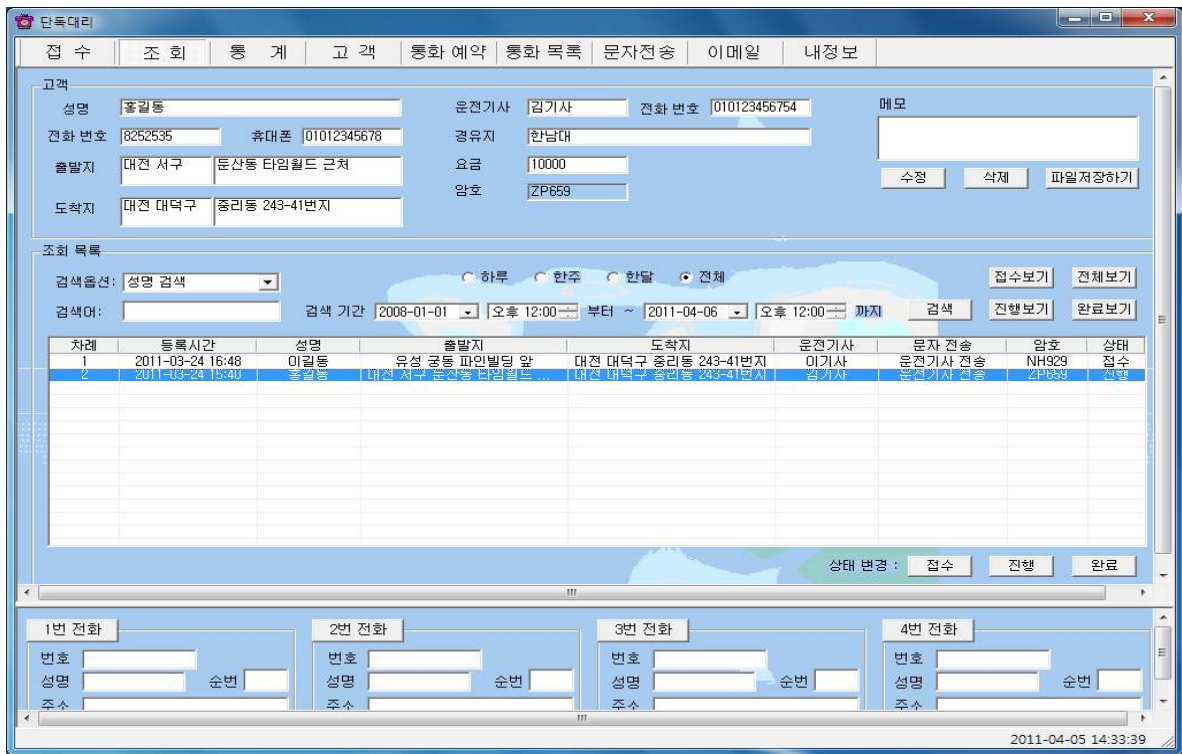 단독대리
접 수 조 회 통 계 고 객 통화 예약 통화 목록 문자전송 이메일 내정보
고객
성명 홍길동 운전기사 김기사 전화 번호 010123456754 메모
전화 번호 8252535 휴대폰 01012345678 경유지 한남대
출발지 대전 서구 둔산동 타임월드 근처 요금 10000
수정 삭제 파일저장하기
암호 ZP659
도착지 대전 대덕구 중리동 243-41번지
조회 목록
검색옵션: 성명 검색 하루 한주 한달 전체 접수보기 전체보기
검색어: 검색 기간 2008-01-01 오후 12:00 부터 ~ 2011-04-06 오후 12:00 까지 검색 진행보기 완료보기
차례 등록시간 성명 출발지 도착지 운전기사 문자 전송 암호 상태
1 2011-03-24 16:48 이길동 유성 궁동 파인빌딩 앞 대전 대덕구 중리동 243-41번지 이기사 운전기사 전송 NH929 접수
2 2011-03-24 15:40 홍길동 대전 서구 둔산동 타임월드 ... 대전 대덕구 중리동 243-41번지 김기사 운전기사 전송 ZP659 진행
상태 변경 : 접수 진행 완료
1번 전화 2번 전화 3번 전화 4번 전화
번호 번호 번호 번호
성명 순번 성명 순번 성명 순번 성명 순번
주소 주소 주소 주소
2011-04-05 14:33:39